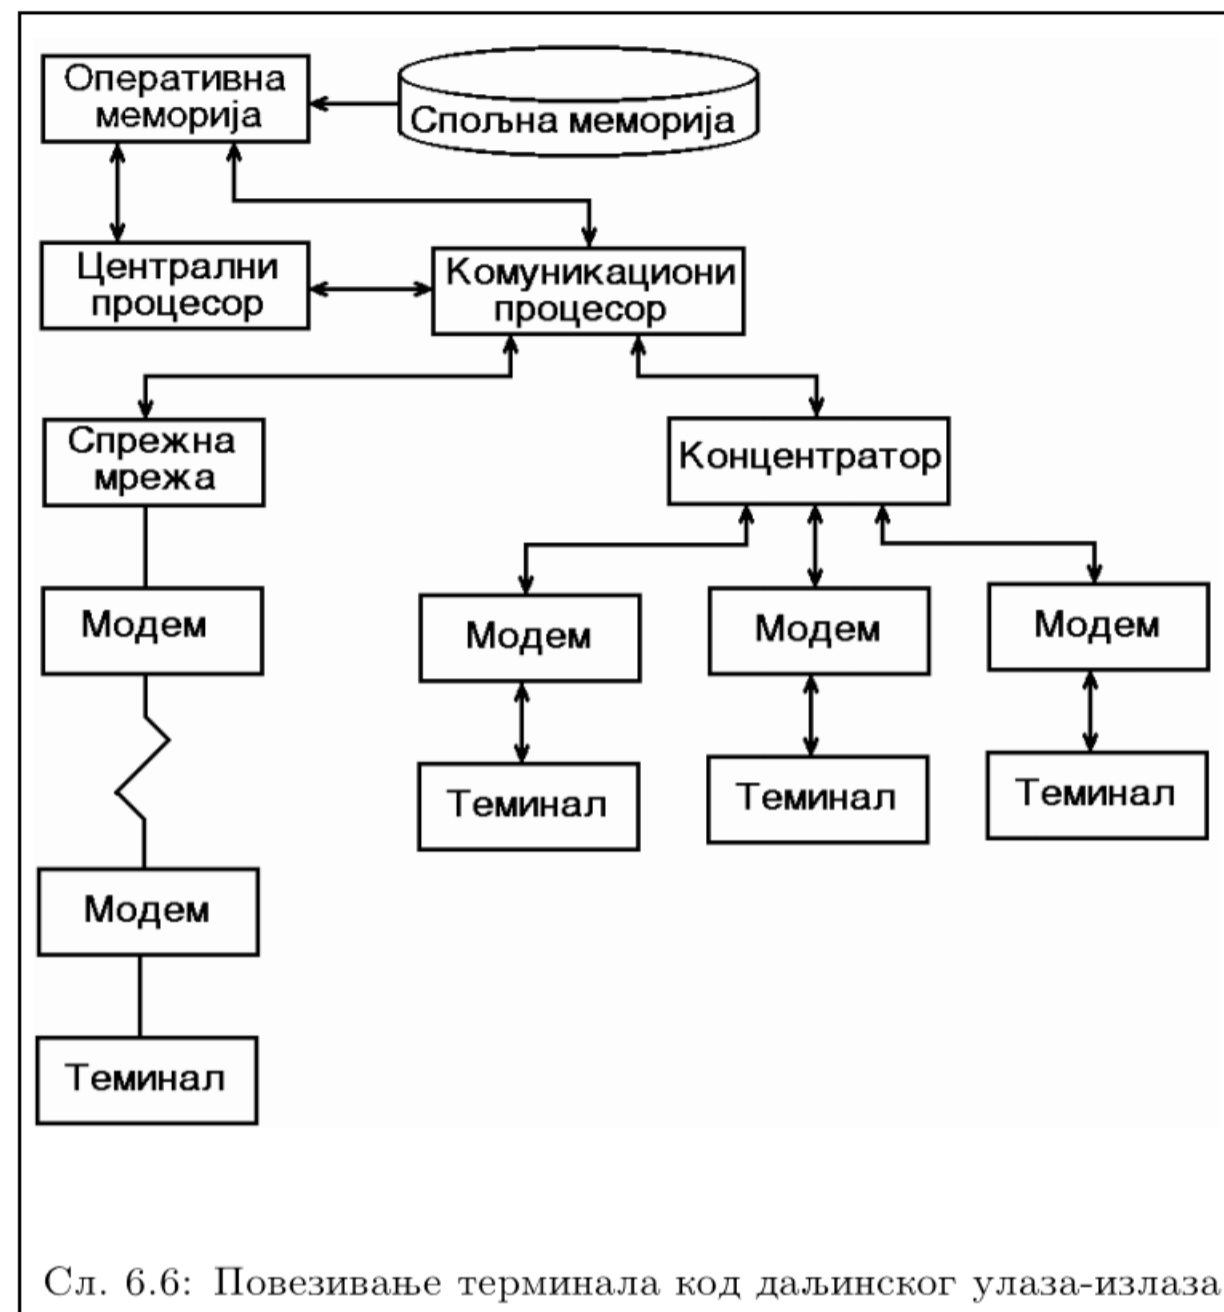 Оперативна
меморија
Спољна меморија
Централни
процесор
Комуникациони
процесор
Спрежна
мрежа
Концентратор
Модем
Модем
Модем
Модем
Теминал
Теминал
Теминал
Модем
Теминал
Сл. 6.6: Повезивање терминала код даљинског улаза-излаза